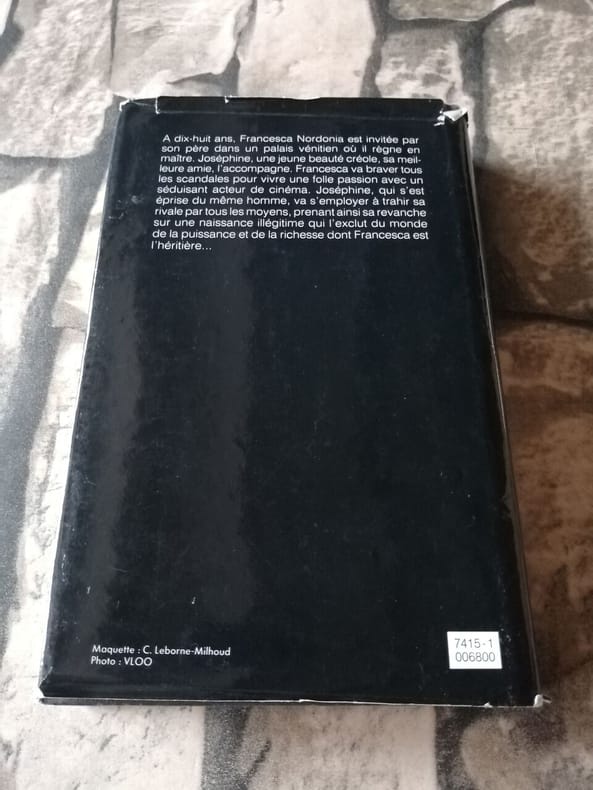 A dix-huit ans, Francesca Nordonia est invitée par
son père dans un palais vénitien où il règne en
maître. Joséphine, une jeune beauté créole, sa meil-
leure amie, l'accompagne. Francesca va braver tous
les scandales pour vivre une folle passion avec un
séduisant acteur de cinéma. Joséphine, qui s'est
éprise du même homme, va s'employer à trahir sa
rivale par tous les moyens, prenant ainsi sa revanche
sur une naissance illégitime qui l'exclut du monde
de la puissance et de la richesse dont Francesca est
l'héritière...
Maquette : C. Leborne-Milhoud
Photo : VLOO
7415-1
006800